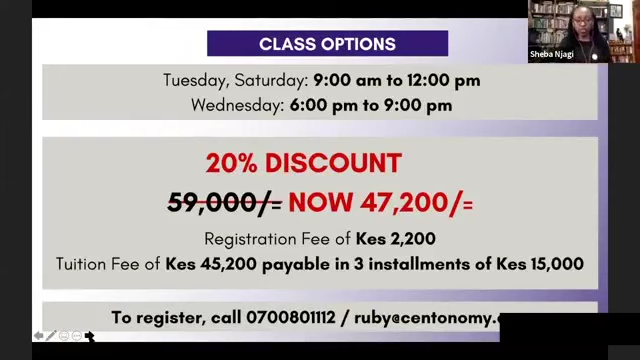 CLASS OPTIONS
Sheba Njagi
Tuesday, Saturday: 9:00 am to 12:00 pm
Wednesday: 6:00 pm to 9:00 pm
20% DISCOUNT
59,000/= NOW 47,200/=
Registration Fee of Kes 2,200
Tuition Fee of Kes 45,200 payable in 3 installments of Kes 15,000
To register, call 0700801112 / ruby@centonomy.